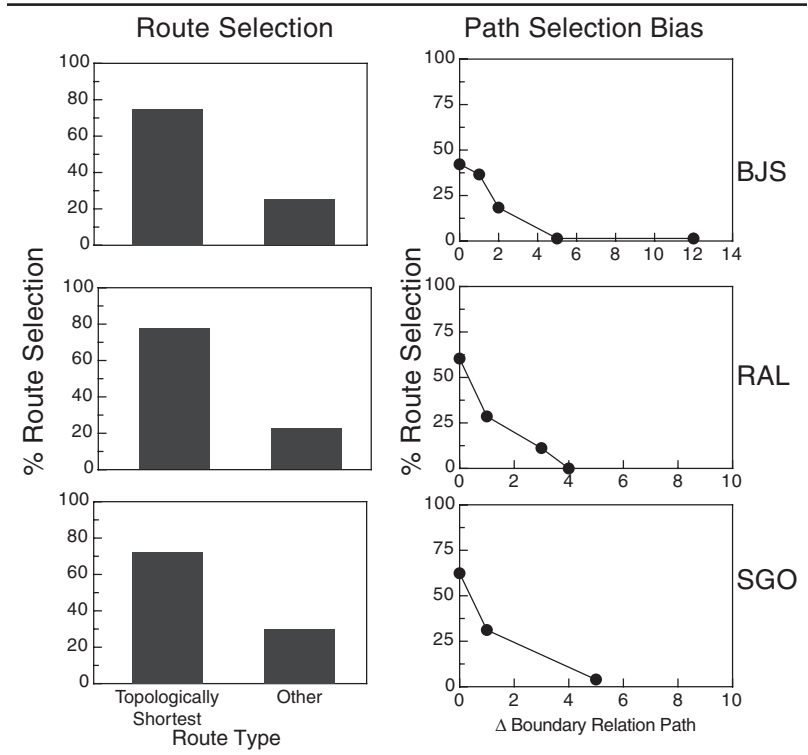 Route Selection
Path Selection Bias
% Route Selection
100
80
60
40
20
0
100
80
60
40
20
0
100
80
60
40
20
0
Topologically
Shortest
Other
Route Type
% Route Selection
100
75
50
25
0
0 2 4 6 8 10 12 14
BJS
100
75
50
25
0
0 2 4 6 8 10
RAL
100
75
50
25
0
0 2 4 6 8 10
SGO
Δ Boundary Relation Path